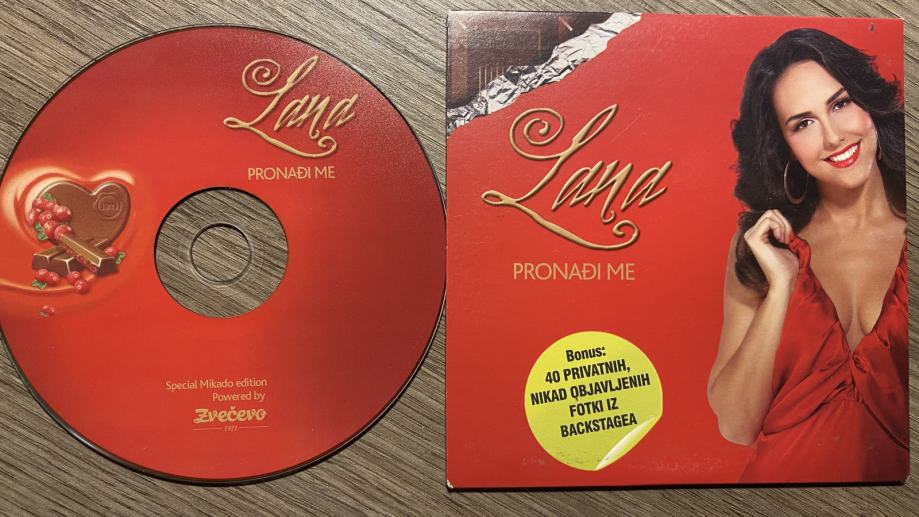 Lana
PRONAĐI ME
Special Mikado edition
Powered by
Zvečevo
1921
Lana
PRONAĐI ME
Bonus:
40 PRIVATNIH,
NIKAD OBJAVLJENIH
FOTKI IZ
BACKSTAGEA